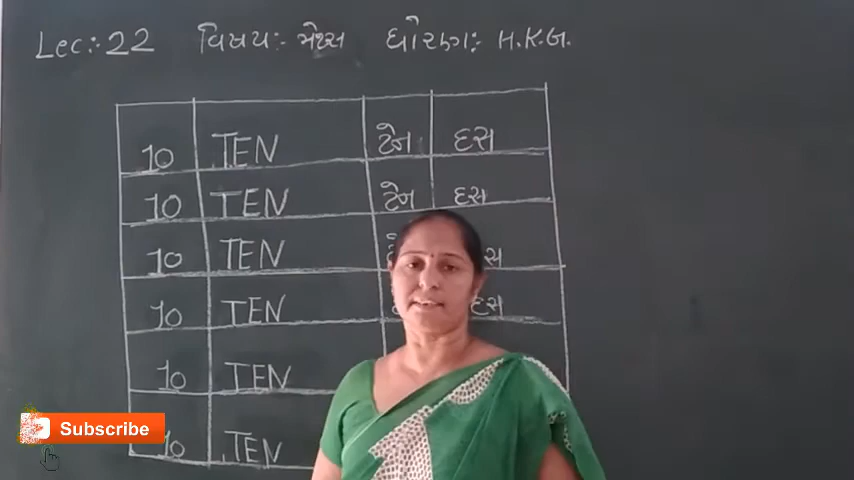 Lec:- 22 વિષય:- મેથ્સ ધોરણ:- H.K.G.
10 TEN ટેન દસ
10 TEN ટેન દસ
10 TEN સ
10 TEN દસ
10 TEN
10 TEN
Subscribe